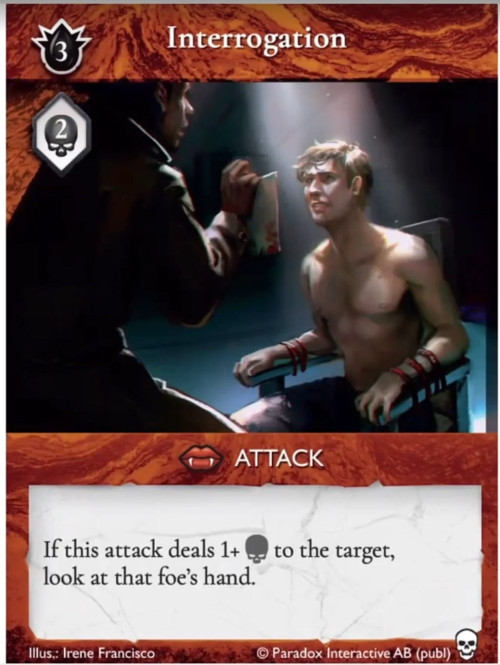 3
Interrogation
2
ATTACK
If this attack deals 1+ to the target,
look at that foe's hand.
Illus.: Irene Francisco
© Paradox Interactive AB (publ)